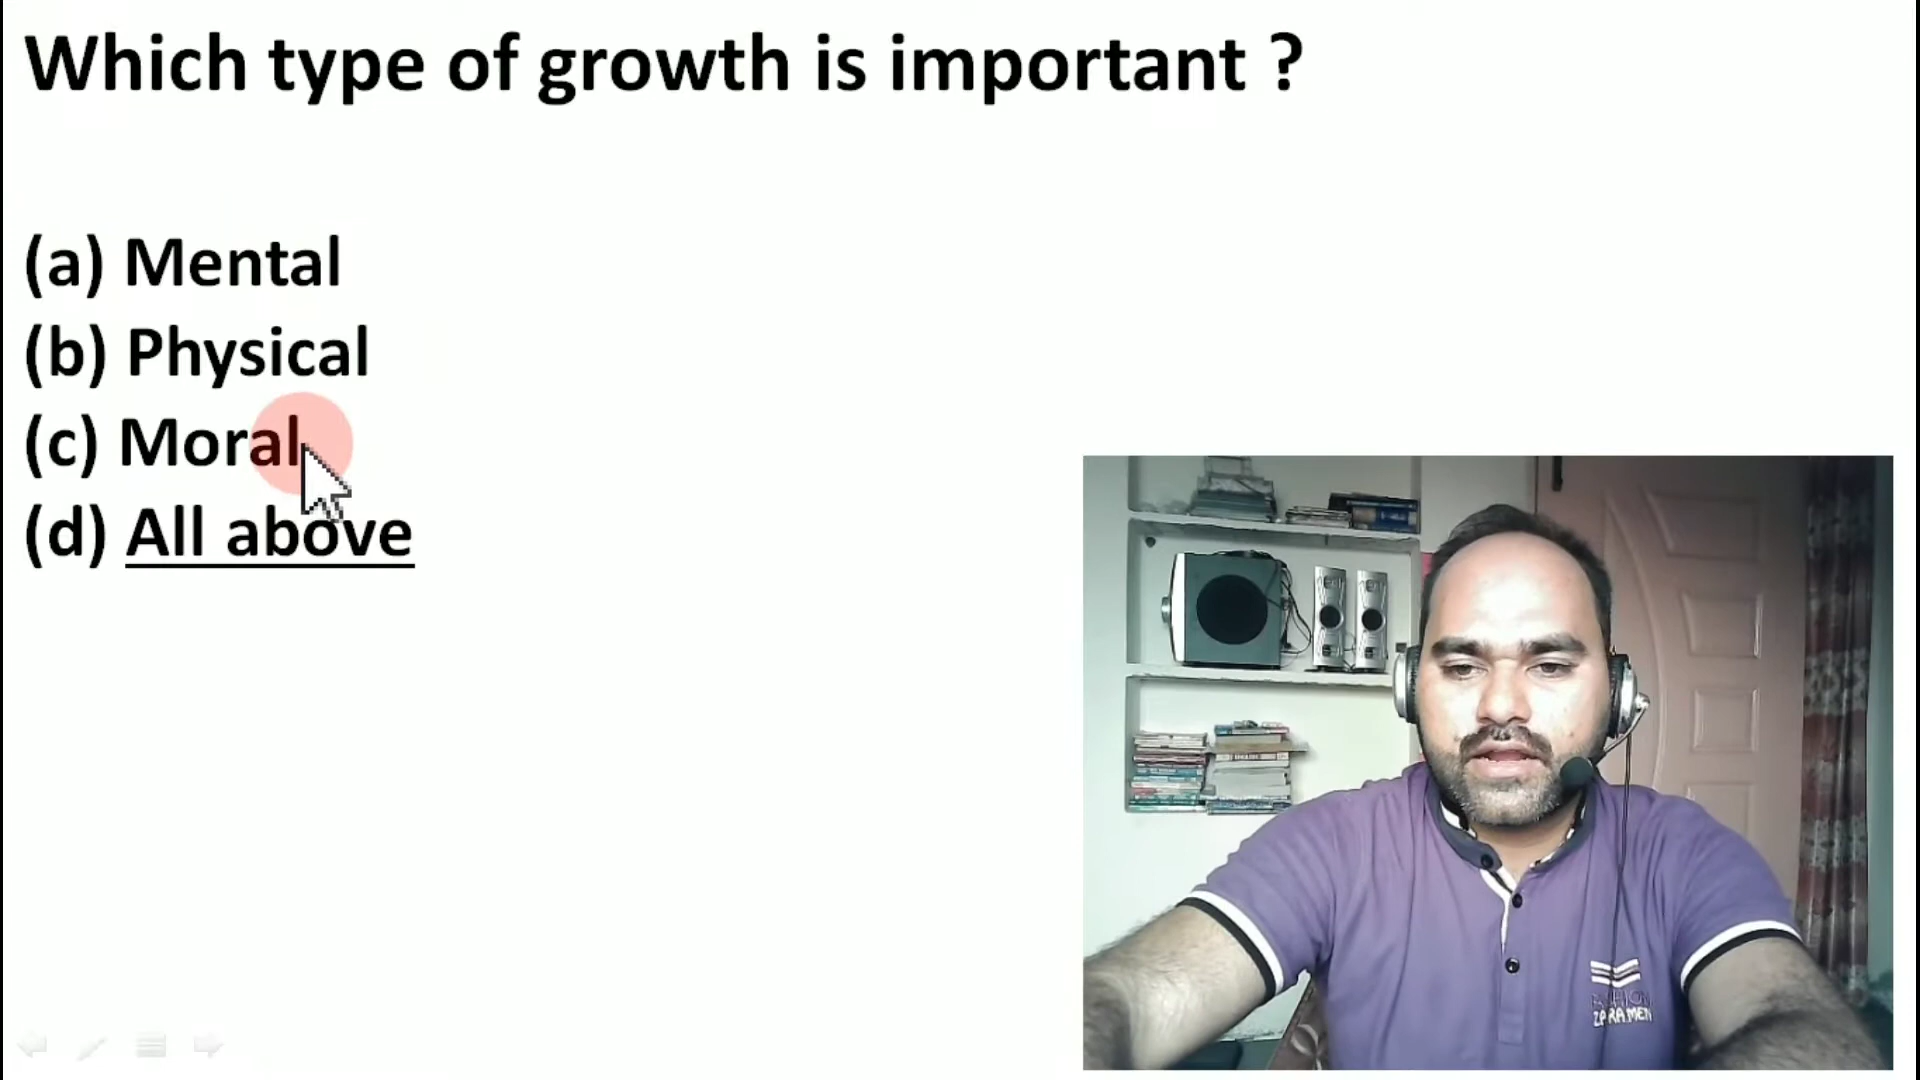 Which type of growth is important ?
(a) Mental
(b) Physical
(c) Moral
(d) All above